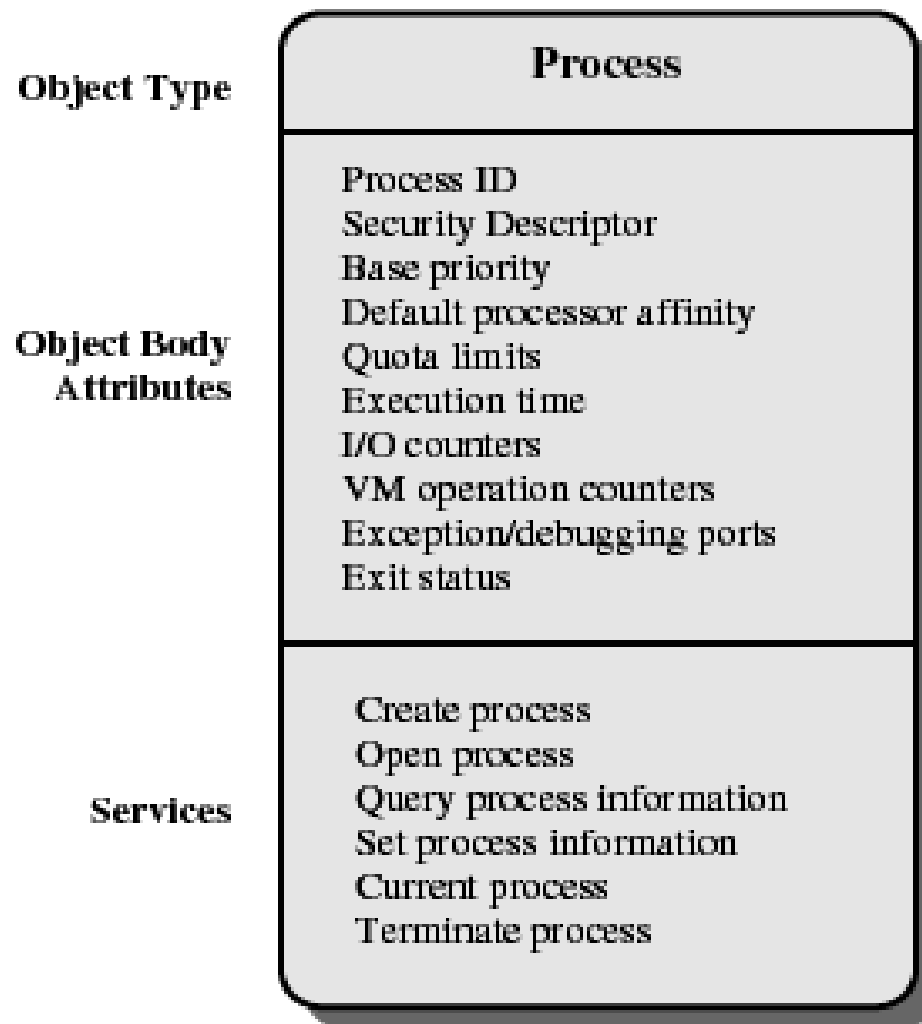 Object Type
Process
Object Body
Attributes
Process ID
Security Descriptor
Base priority
Default processor affinity
Quota limits
Execution time
I/O counters
VM operation counters
Exception/debugging ports
Exit status
Services
Create process
Open process
Query process information
Set process information
Current process
Terminate process